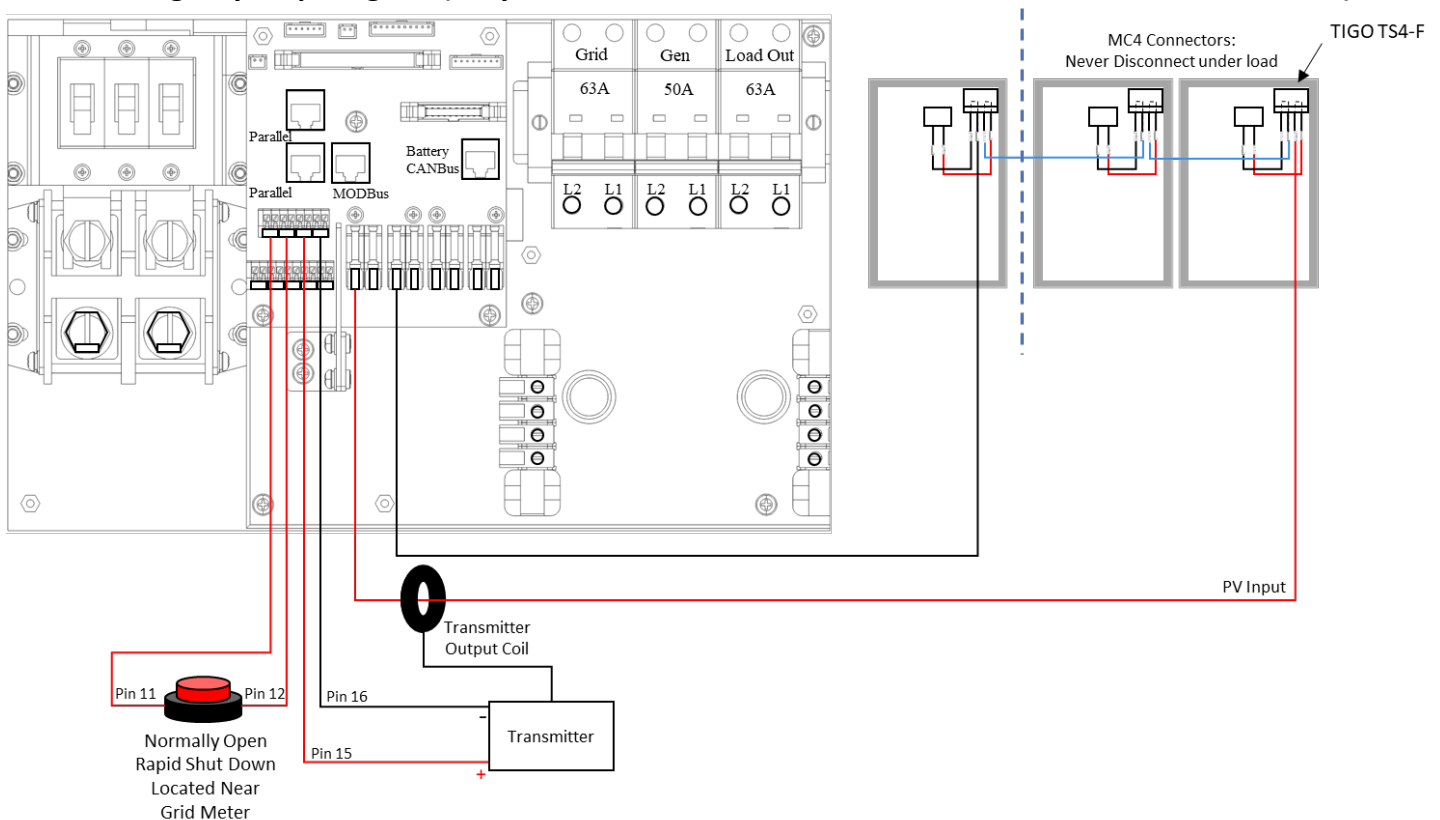 TIGO TS4-F
MC4 Connectors:
Never Disconnect under load
Grid
Gen
Load Out
63A
50A
63A
Parallel
Battery
CANBus
Parallel
MODBus
L2
L1
L2
L1
L2
L1
PV Input
Transmitter
Output Coil
Pin 11
Pin 12
Pin 16
-
Transmitter
Pin 15
+
Normally Open
Rapid Shut Down
Located Near
Grid Meter